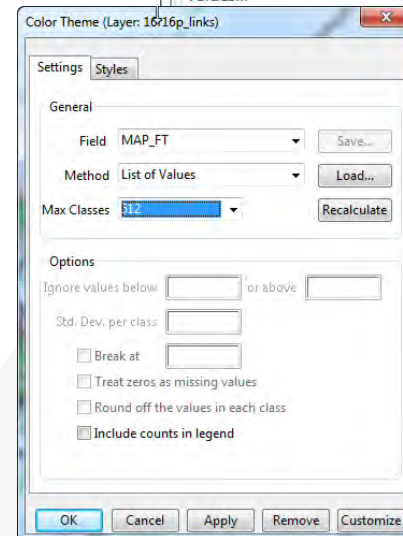 Color Theme (Layer: 16/16p_links)
Settings Styles
General
Field MAP_FT Save...
Method List of Values Load...
Max Classes 512 Recalculate
Options
Ignore values below or above
Std. Dev. per class
Break at
Treat zeros as missing values
Round off the values in each class
Include counts in legend
OK Cancel Apply Remove Customize